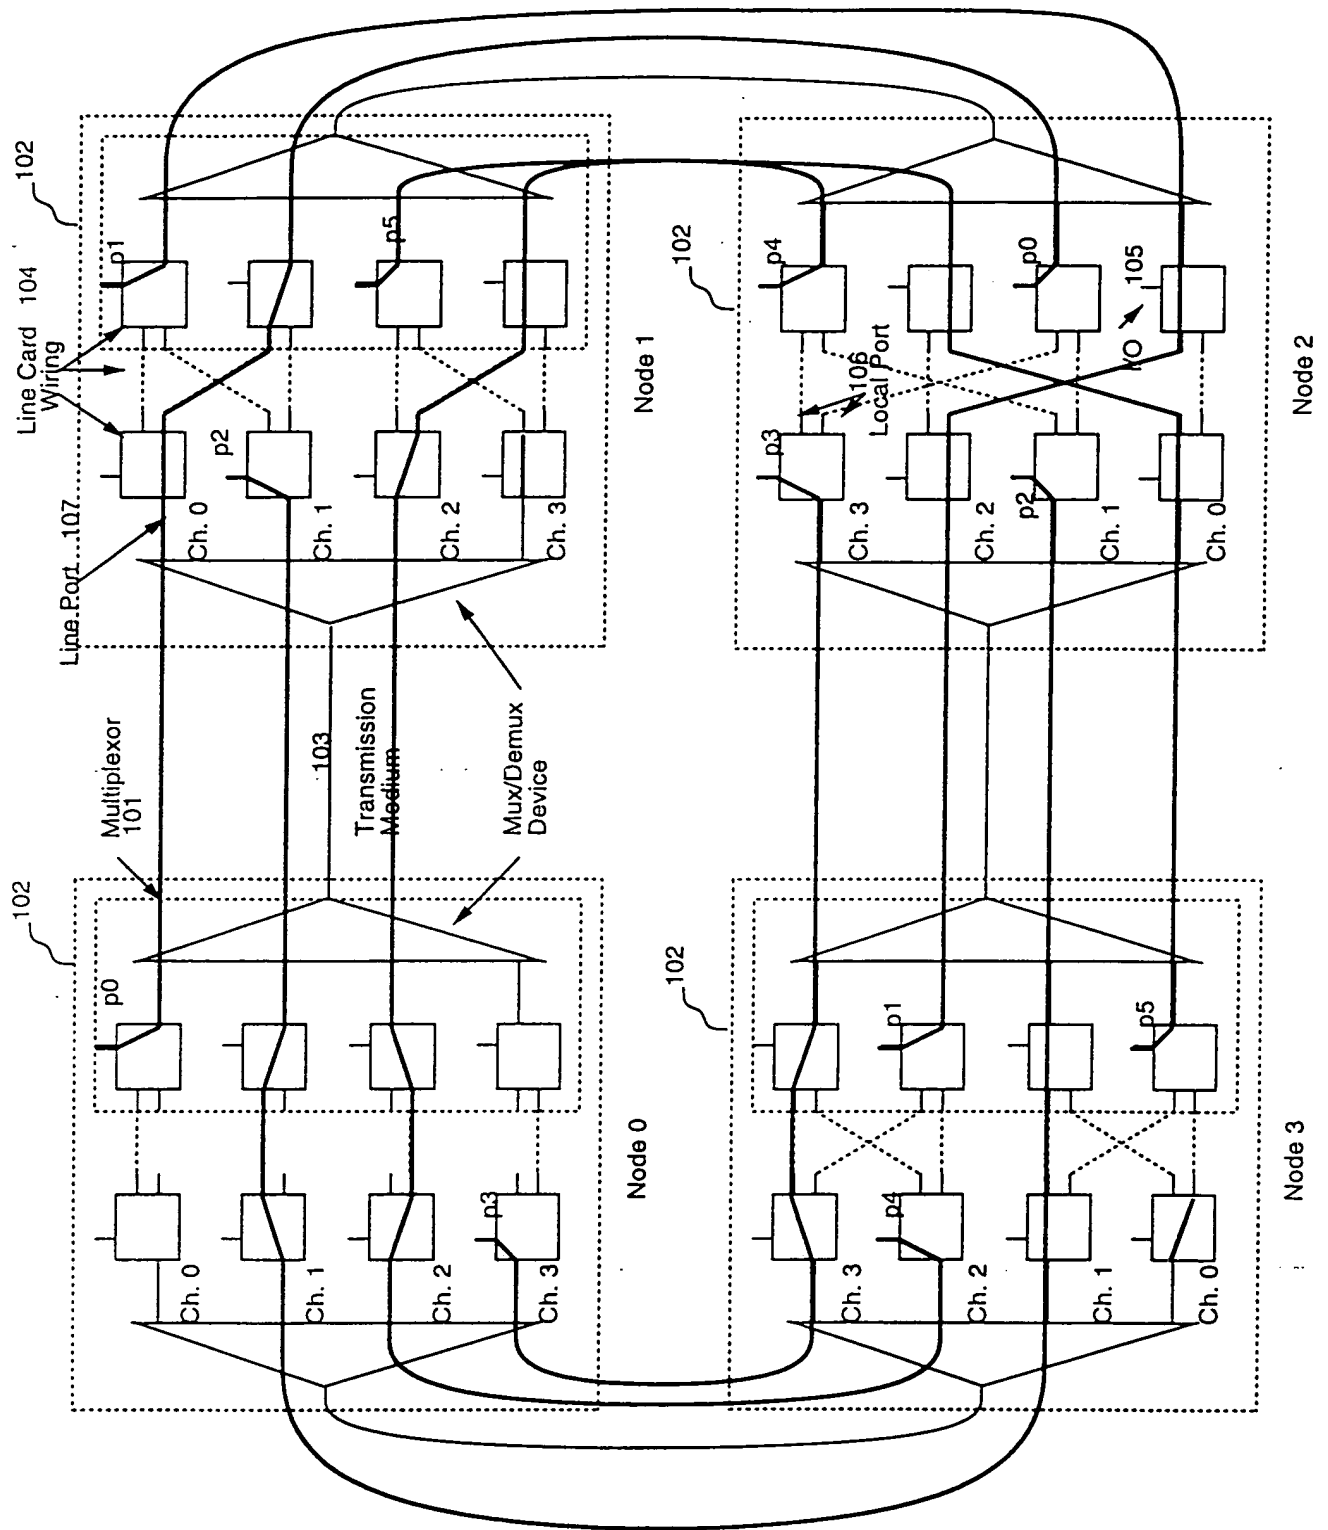 102
Line Card 104
Wiring
p1
p5
p2
Line Port 107
Ch. 0
Ch. 1
Ch. 2
Ch. 3
Node 1
102
p4
p0
I/O 105
106
Local Port
p3
p2
Ch. 3
Ch. 2
Ch. 1
Ch. 0
Node 2
Multiplexor
101
103
Transmission
Medium
Mux/Demux
Device
102
p0
p3
Ch. 0
Ch. 1
Ch. 2
Ch. 3
Node 0
102
p1
p5
p4
Ch. 3
Ch. 2
Ch. 1
Ch. 0
Node 3